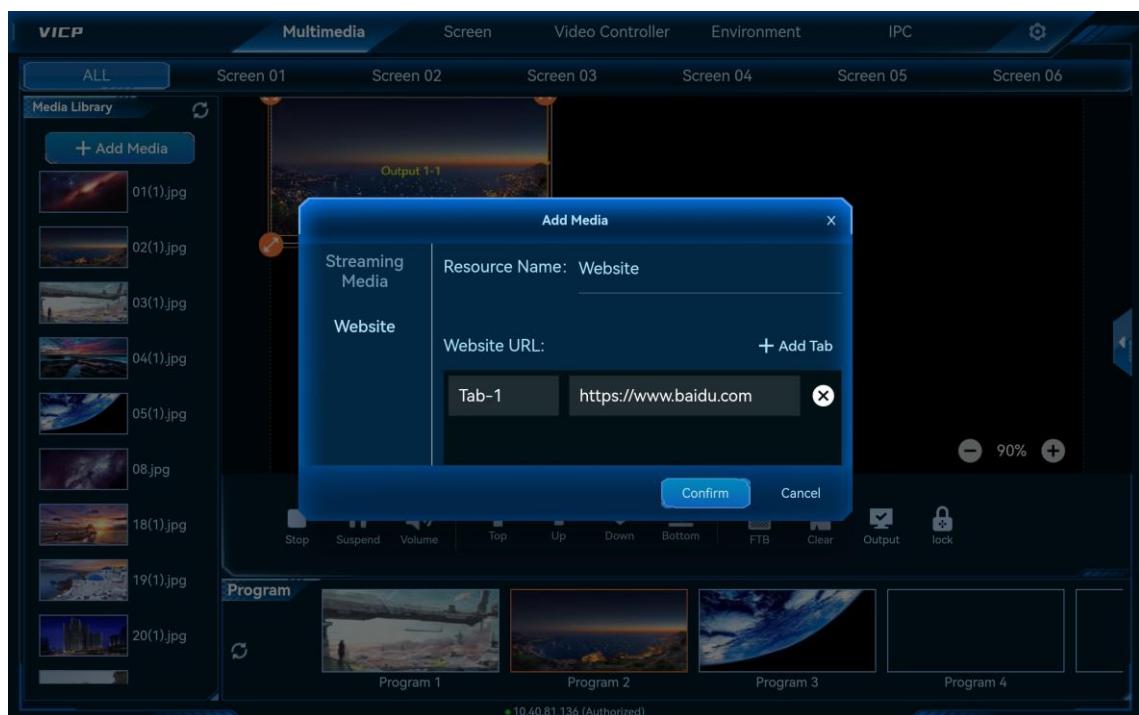 VICP
Multimedia Screen Video Controller Environment IPC
ALL Screen 01 Screen 02 Screen 03 Screen 04 Screen 05 Screen 06
Media Library
+ Add Media
01(1).jpg
02(1).jpg
03(1).jpg
04(1).jpg
05(1).jpg
08.jpg
18(1).jpg
19(1).jpg
20(1).jpg
Output 1-1
Add Media x
Streaming
Media
Website
Resource Name: Website
Website URL: + Add Tab
Tab-1 https://www.baidu.com
Confirm Cancel
90%
Stop Suspend Volume Top Up Down Bottom FTB Clear Output lock
Program
Program 1 Program 2 Program 3 Program 4
10.40.81.136 (Authorized)